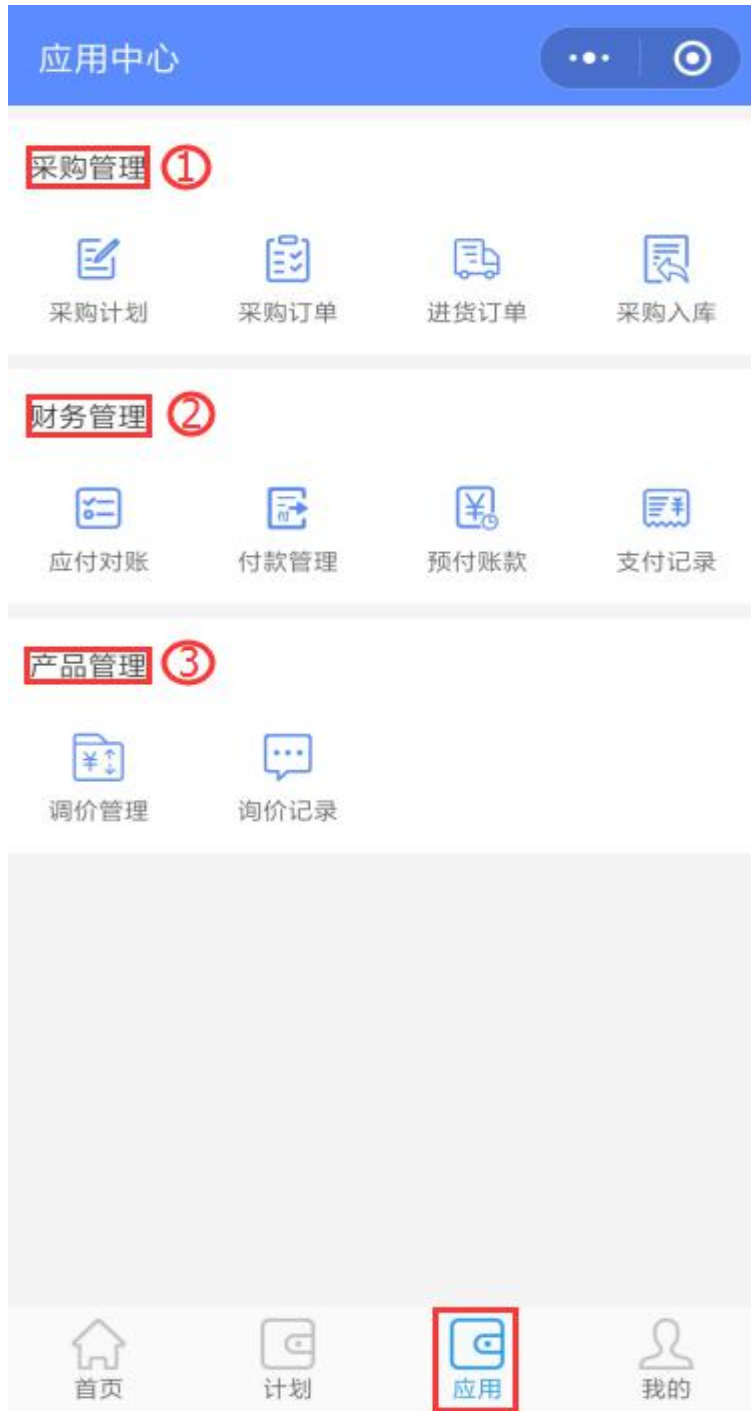 应用中心
采购管理 ①
采购计划 采购订单 进货订单 采购入库
财务管理 ②
应付对账 付款管理 预付账款 支付记录
产品管理 ③
调价管理 询价记录
首页 计划 应用 我的